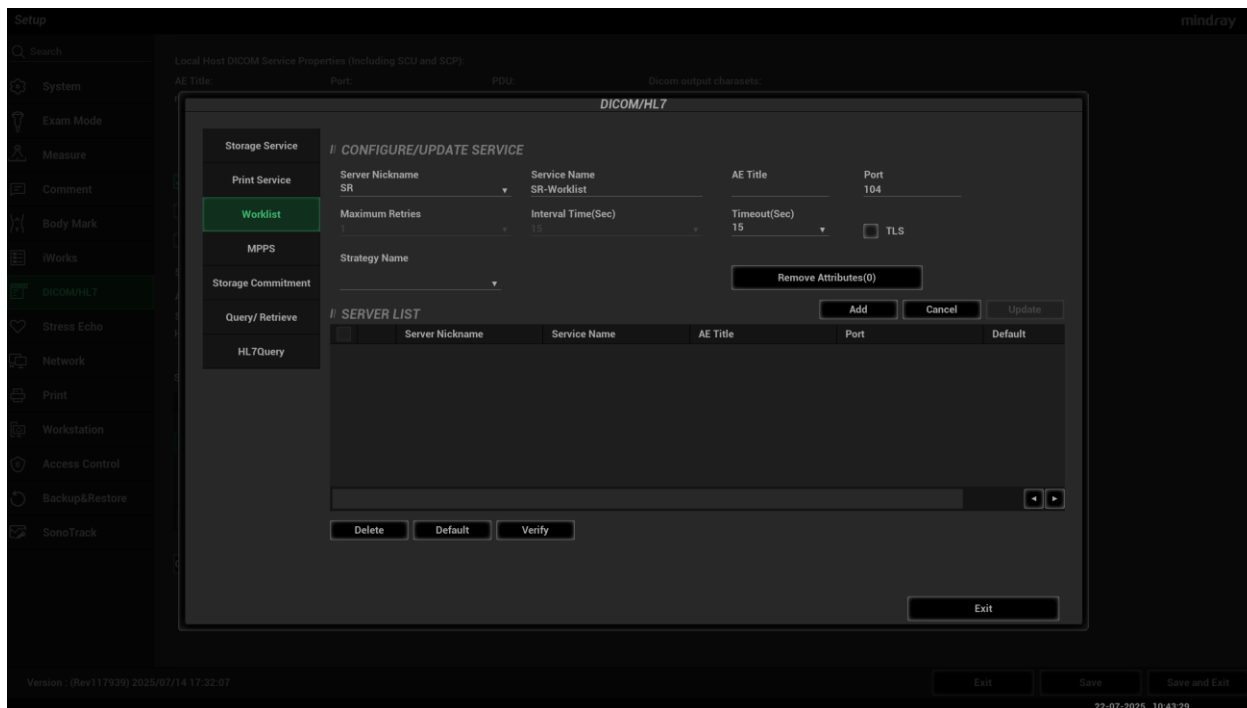 Setup
mindray
Search
System
Exam Mode
Measure
Comment
Body Mark
iWorks
DICOM/HL7
Stress Echo
Network
Print
Workstation
Access Control
Backup&Restore
SonoTrack
Local Host DICOM Service Properties (Including SCU and SCP):
AE Title: Port: PDU: Dicom output charasets:
DICOM/HL7
Storage Service
Print Service
Worklist
MPPS
Storage Commitment
Query/ Retrieve
HL7Query
CONFIGURE/UPDATE SERVICE
Server Nickname Service Name AE Title Port
SR SR-Worklist 104
Maximum Retries Interval Time(Sec) Timeout(Sec)
1 15 15 TLS
Strategy Name
Remove Attributes(0)
Add Cancel Update
SERVER LIST
Server Nickname Service Name AE Title Port Default
Delete Default Verify
Exit
Version : (Rev117939) 2025/07/14 17:32:07
Exit Save Save and Exit
22-07-2025 10:43:29